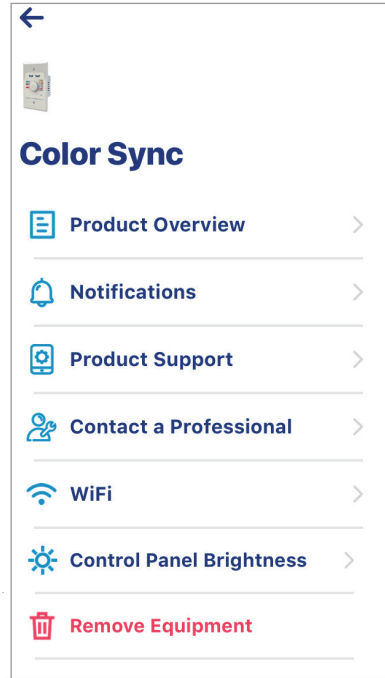 Color Sync
Product Overview
Notifications
Product Support
Contact a Professional
WiFi
Control Panel Brightness
Remove Equipment